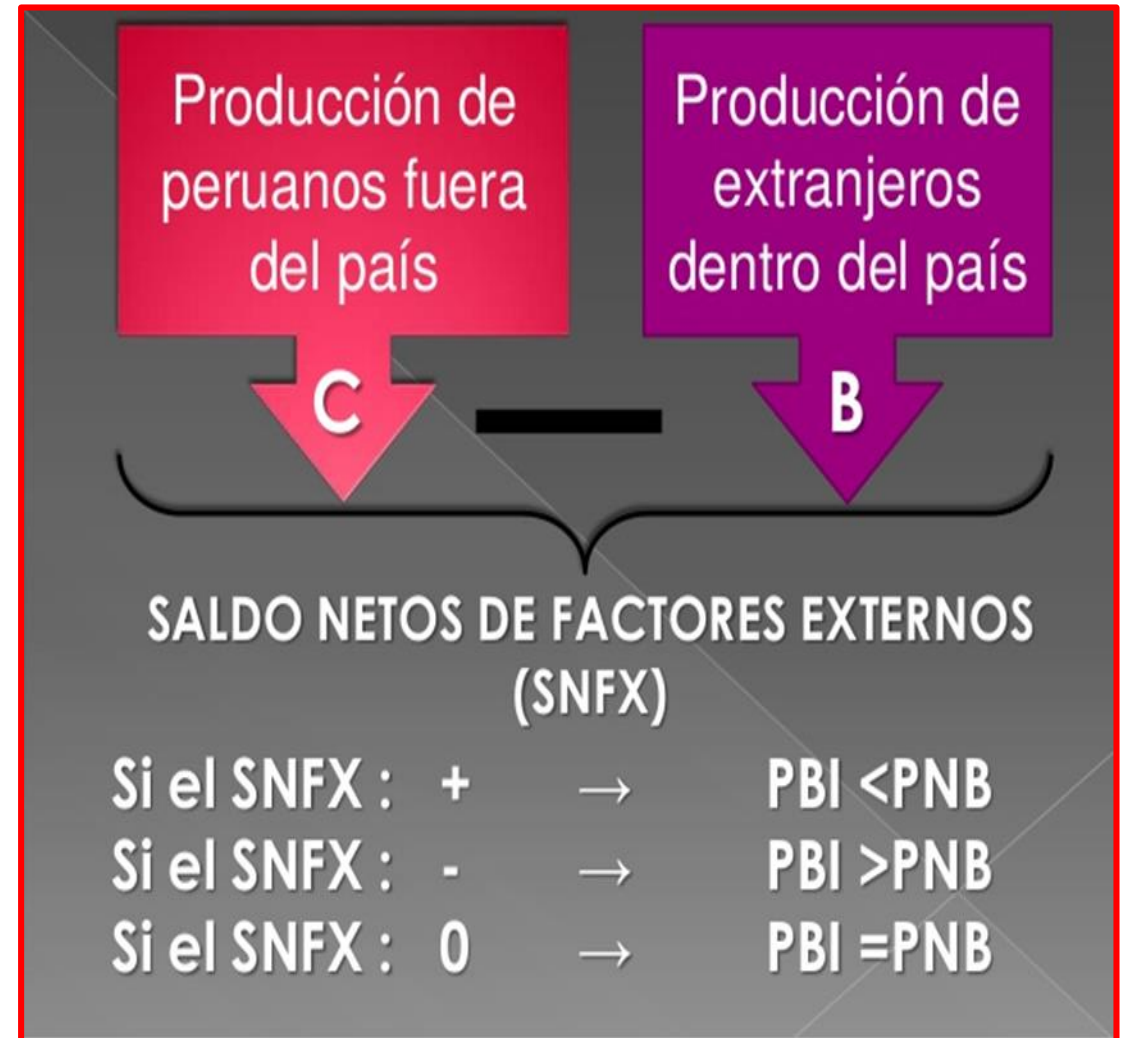 Producción de
peruanos fuera
del país
Producción de
extranjeros
dentro del país
C
B
SALDO NETOS DE FACTORES EXTERNOS
(SNFX)
Si el SNFX : + → PBI <PNB
Si el SNFX : - → PBI >PNB
Si el SNFX : 0 → PBI =PNB